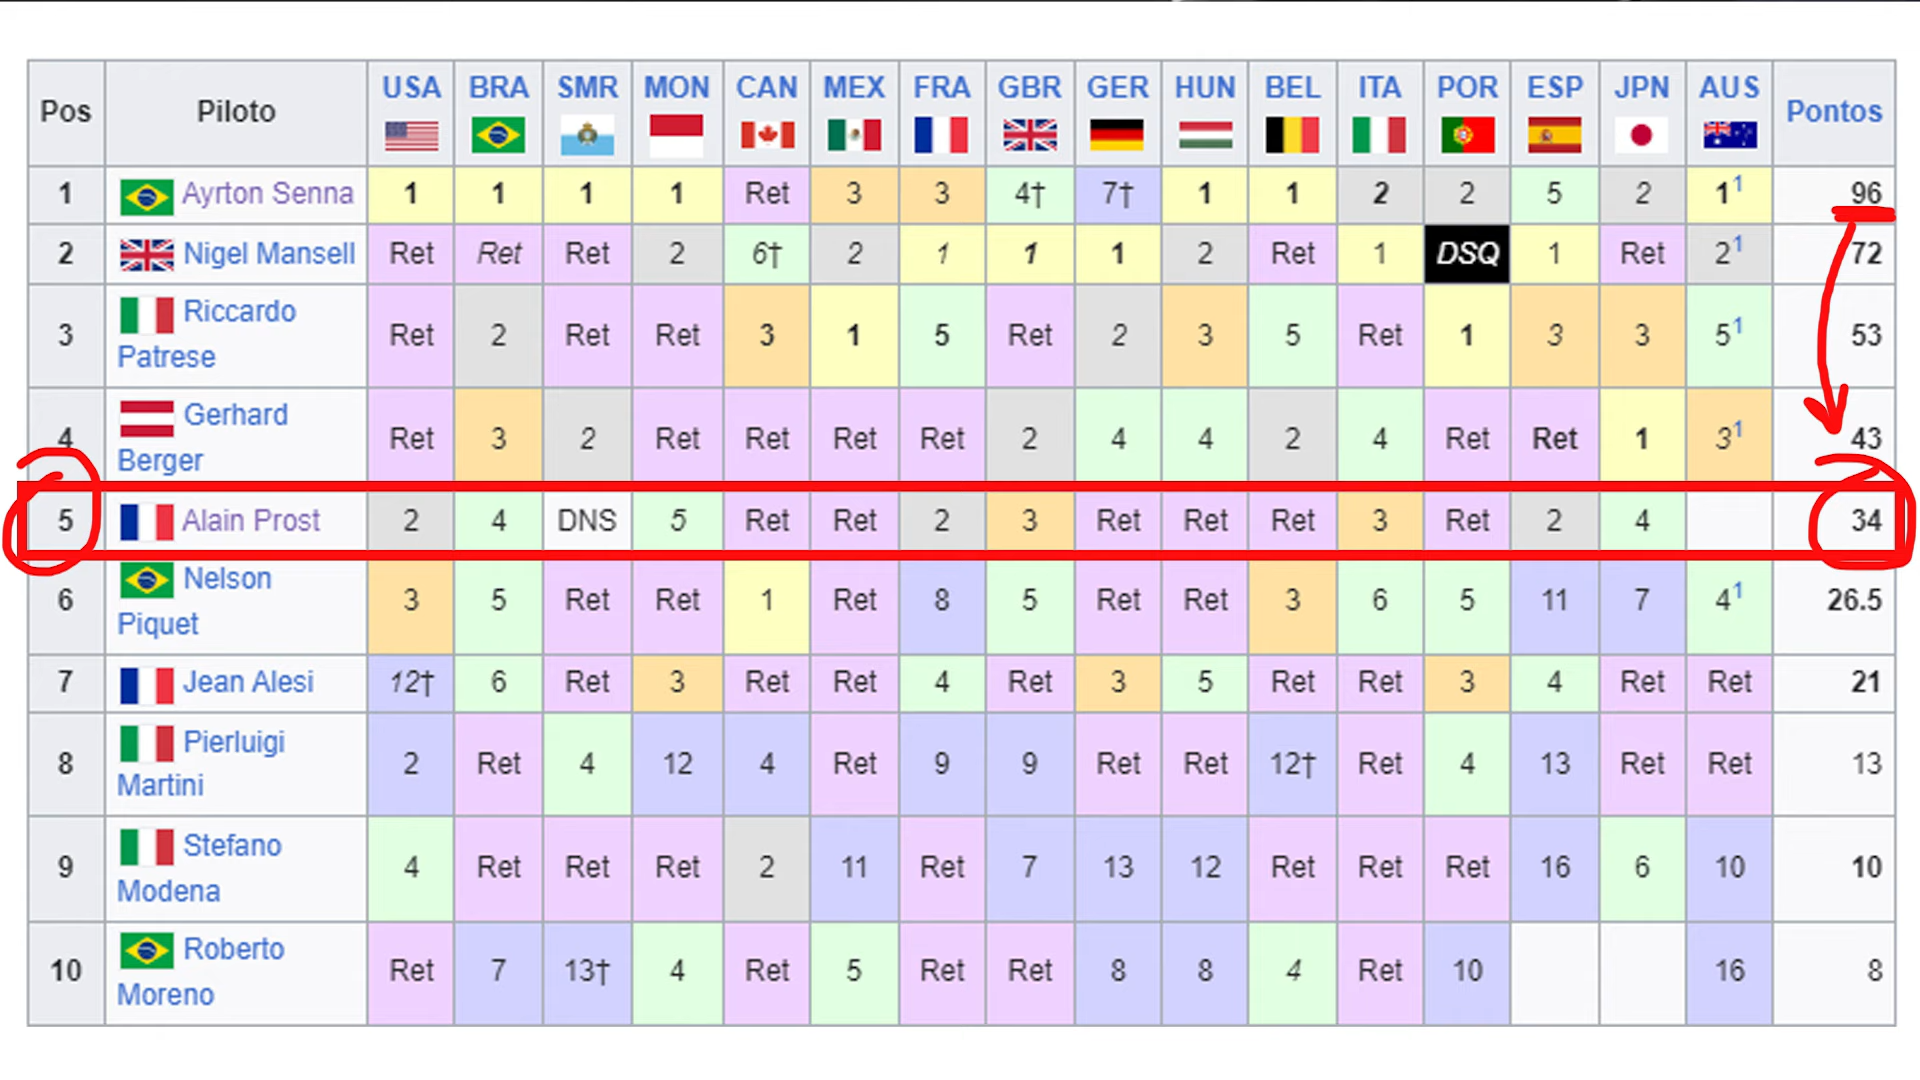 Pos Piloto USA BRA SMR MON CAN MEX FRA GBR GER HUN BEL ITA POR ESP JPN AUS Pontos
1 Ayrton Senna 1 1 1 1 Ret 3 3 4† 7† 1 1 2 2 5 2 1¹ 96
2 Nigel Mansell Ret Ret Ret 2 6† 2 1 1 1 2 Ret 1 DSQ 1 Ret 2¹ 72
3 Riccardo Patrese Ret 2 Ret Ret 3 1 5 Ret 2 3 5 Ret 1 3 3 5¹ 53
4 Gerhard Berger Ret 3 2 Ret Ret Ret Ret 2 4 4 2 4 Ret Ret 1 3¹ 43
5 Alain Prost 2 4 DNS 5 Ret Ret 2 3 Ret Ret Ret 3 Ret 2 4 34
6 Nelson Piquet 3 5 Ret Ret 1 Ret 8 5 Ret Ret 3 6 5 11 7 4¹ 26.5
7 Jean Alesi 12† 6 Ret 3 Ret Ret 4 Ret 3 5 Ret Ret 3 4 Ret Ret 21
8 Pierluigi Martini 2 Ret 4 12 4 Ret 9 9 Ret Ret 12† Ret 4 13 Ret Ret 13
9 Stefano Modena 4 Ret Ret Ret 2 11 Ret 7 13 12 Ret Ret Ret 16 6 10 10
10 Roberto Moreno Ret 7 13† 4 Ret 5 Ret Ret 8 8 4 Ret 10 16 8